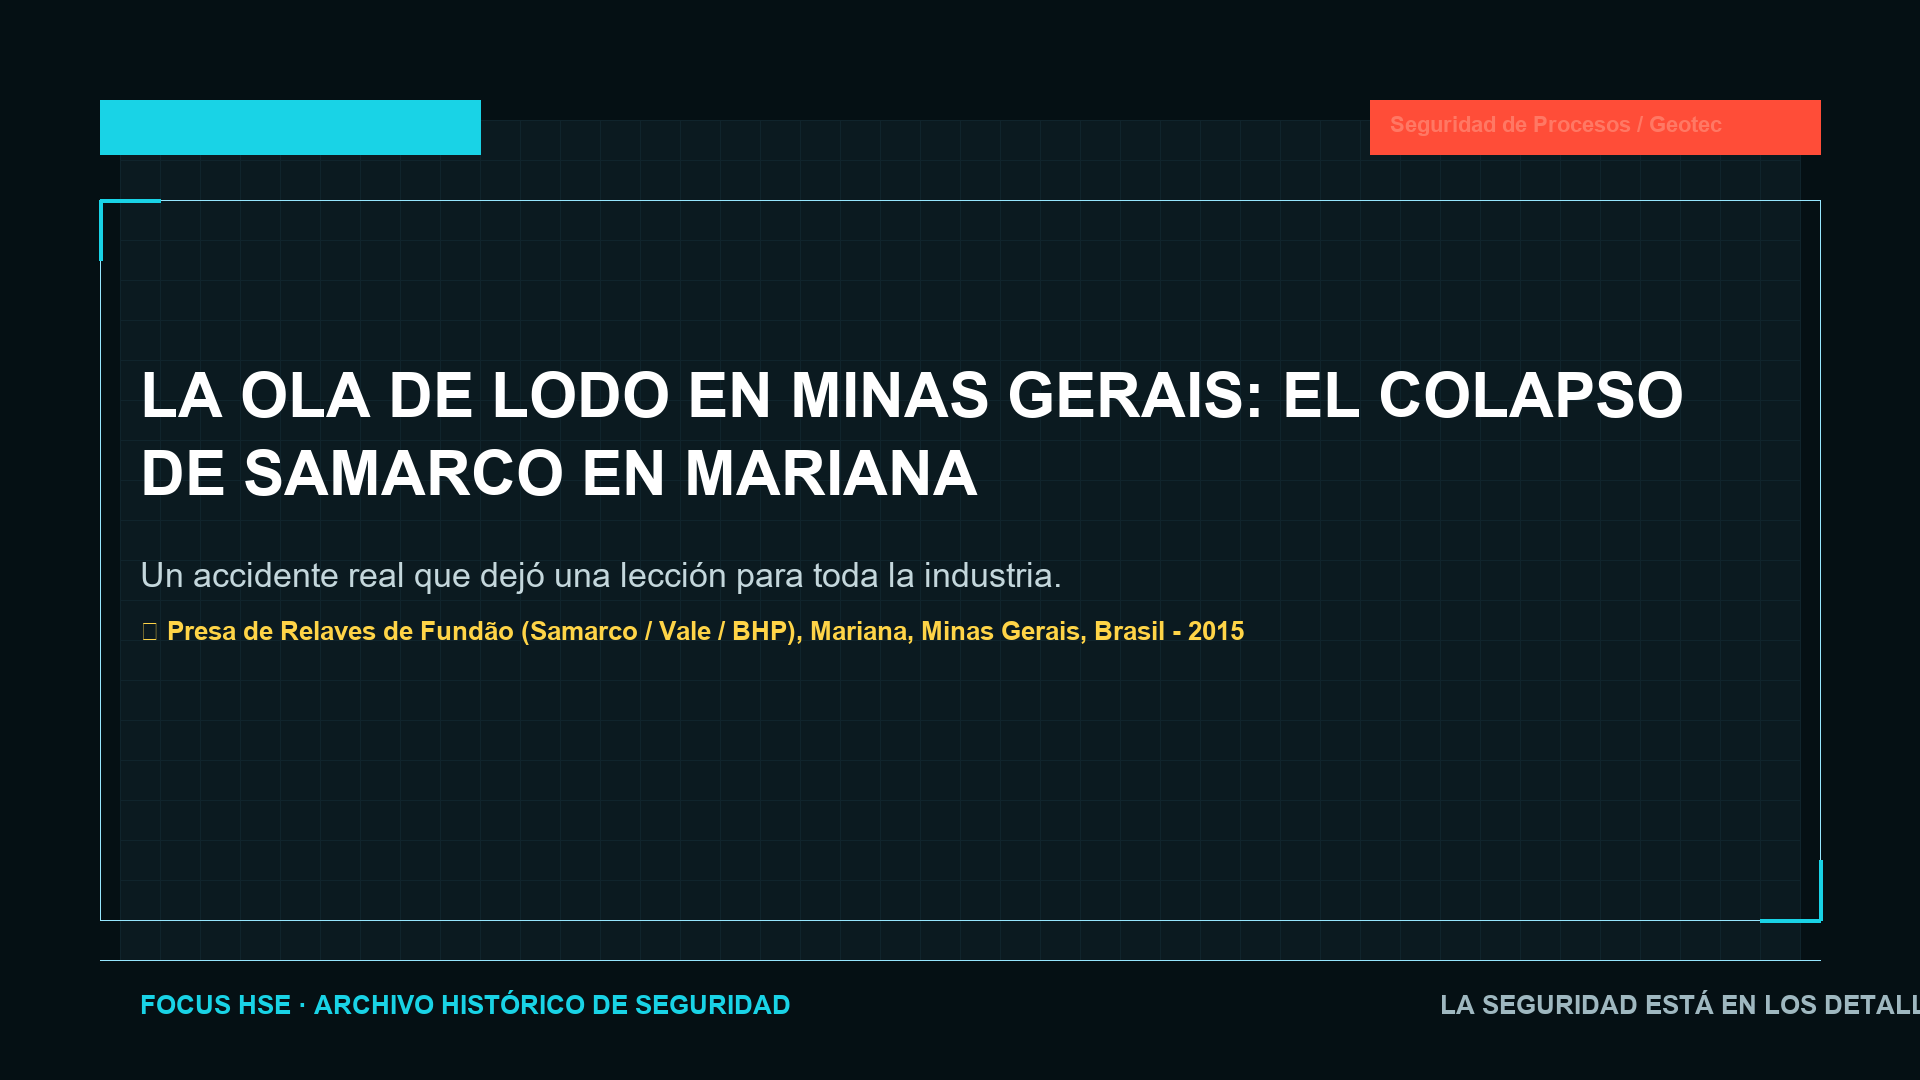 Seguridad de Procesos / Geotec
LA OLA DE LODO EN MINAS GERAIS: EL COLAPSO
DE SAMARCO EN MARIANA
Un accidente real que dejó una lección para toda la industria.
Presa de Relaves de Fundão (Samarco / Vale / BHP), Mariana, Minas Gerais, Brasil - 2015
FOCUS HSE · ARCHIVO HISTÓRICO DE SEGURIDAD
LA SEGURIDAD ESTÁ EN LOS DETALL